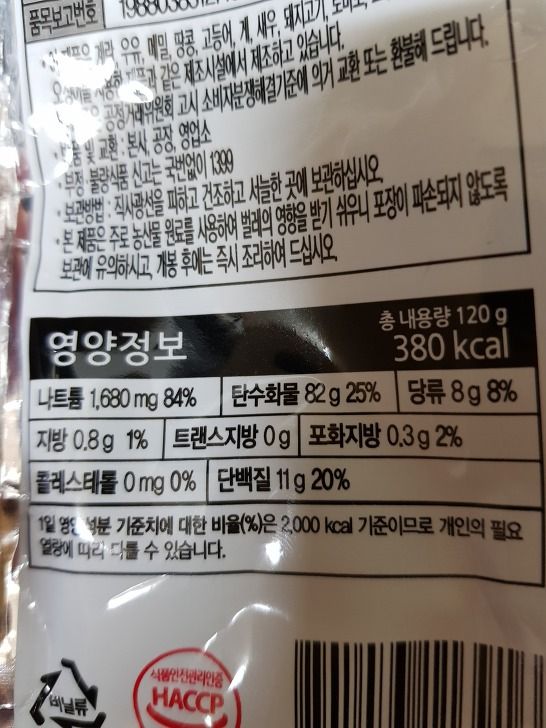 품목보고번호
제품은 계란, 우유, 메밀, 땅콩, 고등어, 게, 새우, 돼지고기,
제품과 같은 제조시설에서 제조하고 있습니다.
공정거래위원회 고시 소비자분쟁해결기준에 의거 교환 또는 환불해 드립니다.
및 교환 : 본사, 공장, 영업소
•부정·불량식품 신고는 국번없이 1399
•보관방법 : 직사광선을 피하고 건조하고 서늘한 곳에 보관하십시오.
•본 제품은 주로 농산물 원료를 사용하여 벌레의 영향을 받기 쉬우니 포장이 파손되지 않도록
보관에 유의하시고, 개봉 후에는 즉시 조리하여 드십시오.
영양정보
총 내용량 120 g
380 kcal
나트륨 1,680 mg 84% 탄수화물 82 g 25% 당류 8 g 8%
지방 0.8 g 1% 트랜스지방 0 g 포화지방 0.3 g 2%
콜레스테롤 0 mg 0% 단백질 11 g 20%
1일 영양성분 기준치에 대한 비율(%)은 2,000 kcal 기준이므로 개인의 필요
열량에 따라 다를 수 있습니다.
비닐류
식품안전관리인증
HACCP